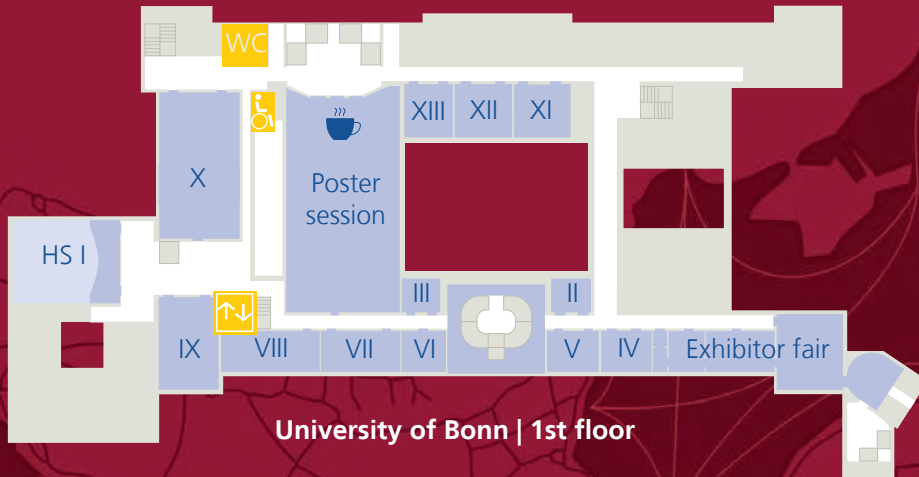 WC
XIII
XII
XI
X
Poster
session
HS I
III
II
IX
VIII
VII
VI
V
IV
Exhibitor fair
University of Bonn | 1st floor